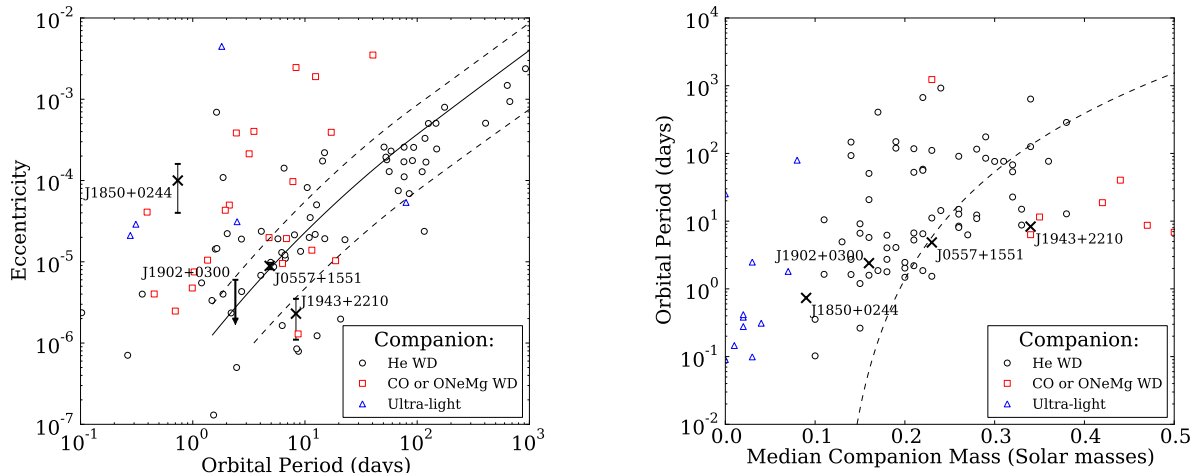 10^-2
10^-3
10^-4
10^-5
10^-6
10^-7
Eccentricity
J1850+0244
J1902+0300
J0557+1551
J1943+2210
Companion:
He WD
CO or ONeMg WD
Ultra-light
10^-1
10^0
10^1
10^2
10^3
Orbital Period (days)
10^4
10^3
10^2
10^1
10^0
10^-1
10^-2
Orbital Period (days)
J1943+2210
J1902+0300
J0557+1551
J1850+0244
Companion:
He WD
CO or ONeMg WD
Ultra-light
0.0
0.1
0.2
0.3
0.4
0.5
Median Companion Mass (Solar masses)